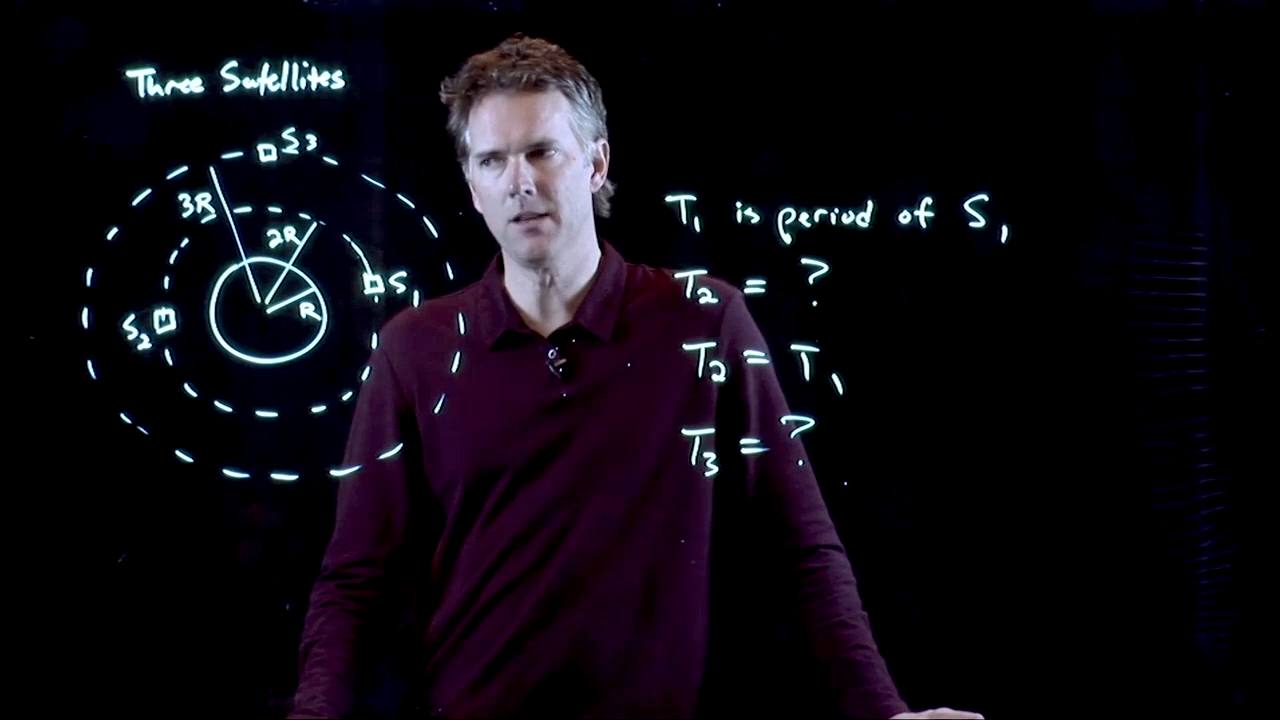 Three Satellites
S3
3R
2R
S1
R
S2
T1 is period of S1
T2 = ?
T2 = T1
T3 = ?